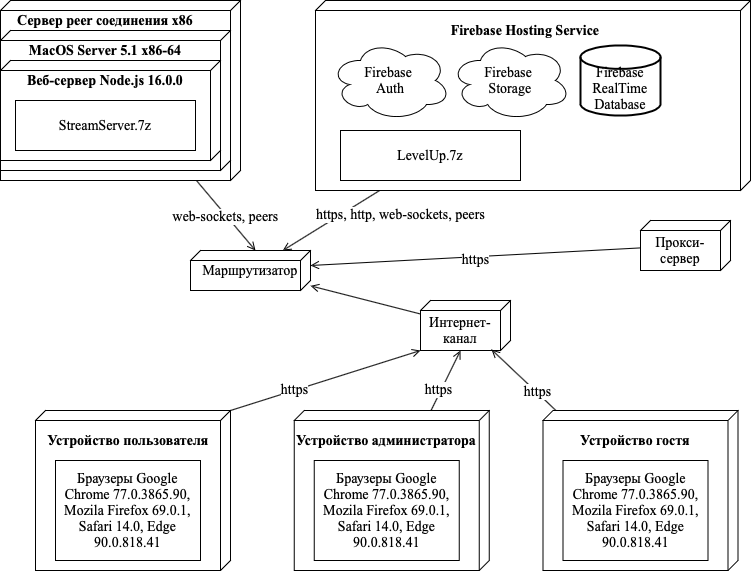 Сервер peer соединения x86
MacOS Server 5.1 x86-64
Веб-сервер Node.js 16.0.0
StreamServer.7z
Firebase Hosting Service
Firebase
Auth
Firebase
Storage
Firebase
RealTime
Database
LevelUp.7z
web-sockets, peers
https, http, web-sockets, peers
Маршрутизатор
https
Прокси-
сервер
Интернет-
канал
https
https
https
Устройство пользователя
Браузеры Google
Chrome 77.0.3865.90,
Mozila Firefox 69.0.1,
Safari 14.0, Edge
90.0.818.41
Устройство администратора
Браузеры Google
Chrome 77.0.3865.90,
Mozila Firefox 69.0.1,
Safari 14.0, Edge
90.0.818.41
Устройство гостя
Браузеры Google
Chrome 77.0.3865.90,
Mozila Firefox 69.0.1,
Safari 14.0, Edge
90.0.818.41